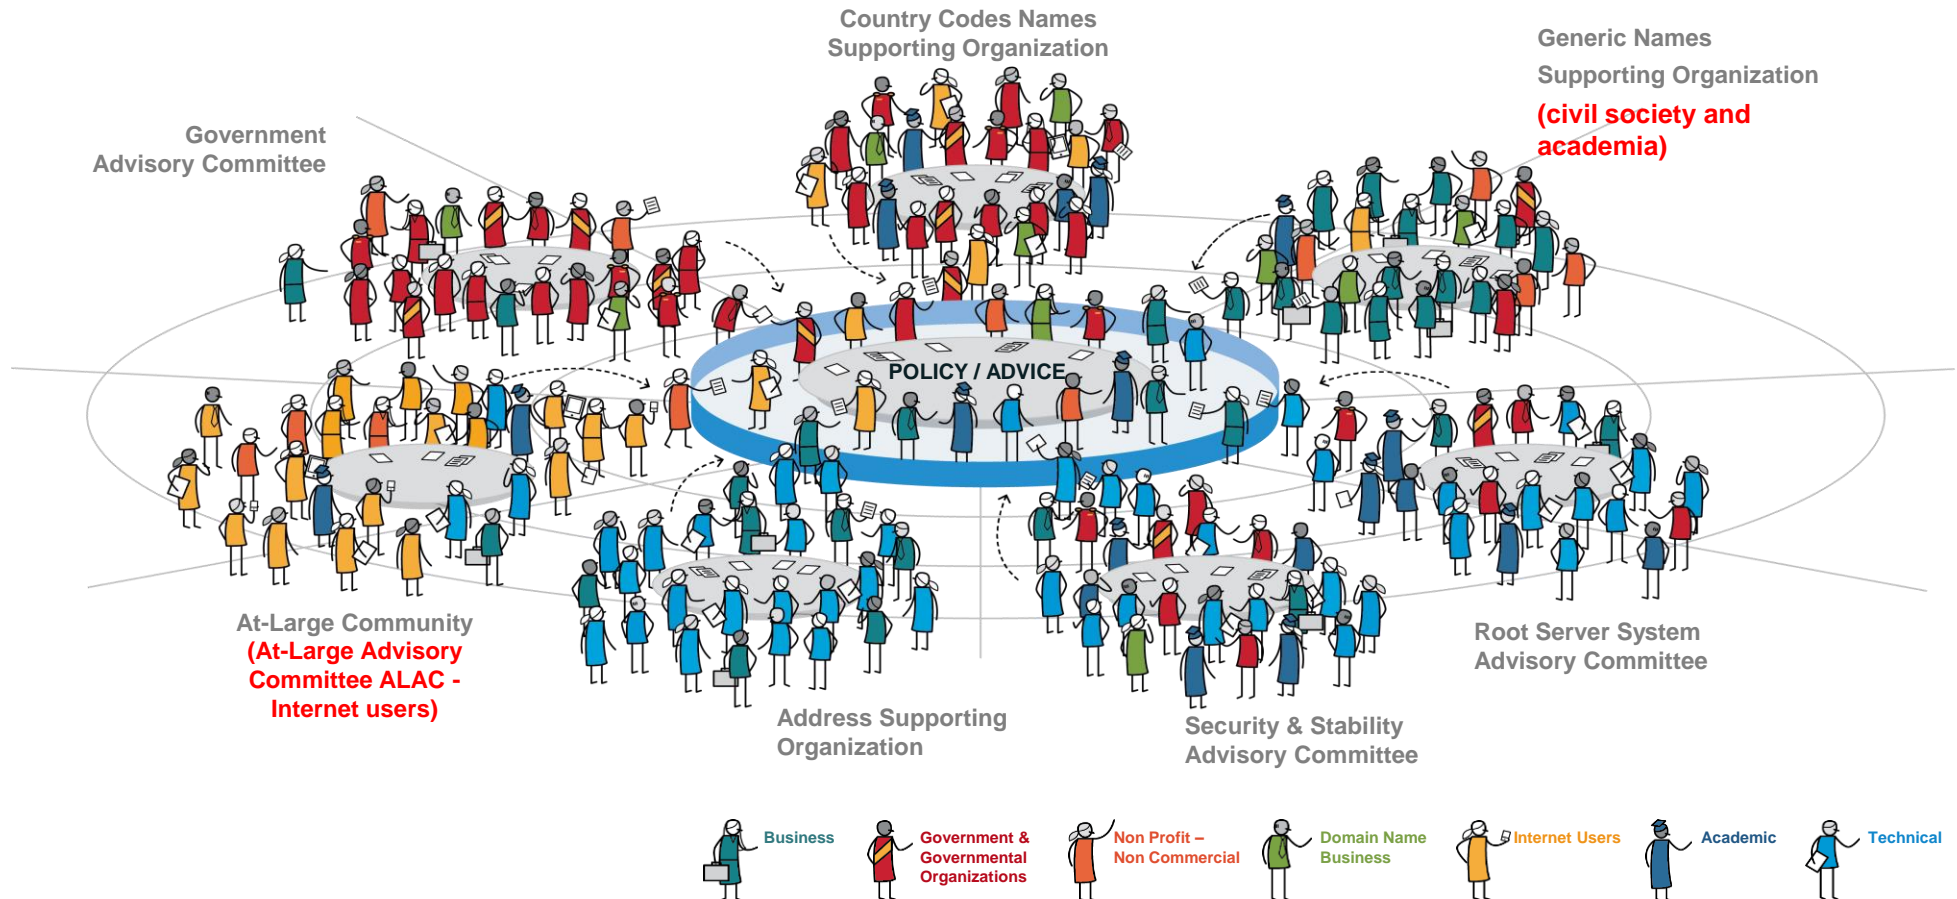 Country Codes Names
Supporting Organization
Generic Names
Supporting Organization
(civil society and
academia)
Government
Advisory Committee
POLICY / ADVICE
At-Large Community
(At-Large Advisory
Committee ALAC -
Internet users)
Root Server System
Advisory Committee
Address Supporting
Organization
Security & Stability
Advisory Committee
Business
Government &
Governmental
Organizations
Non Profit –
Non Commercial
Domain Name
Business
Internet Users
Academic
Technical